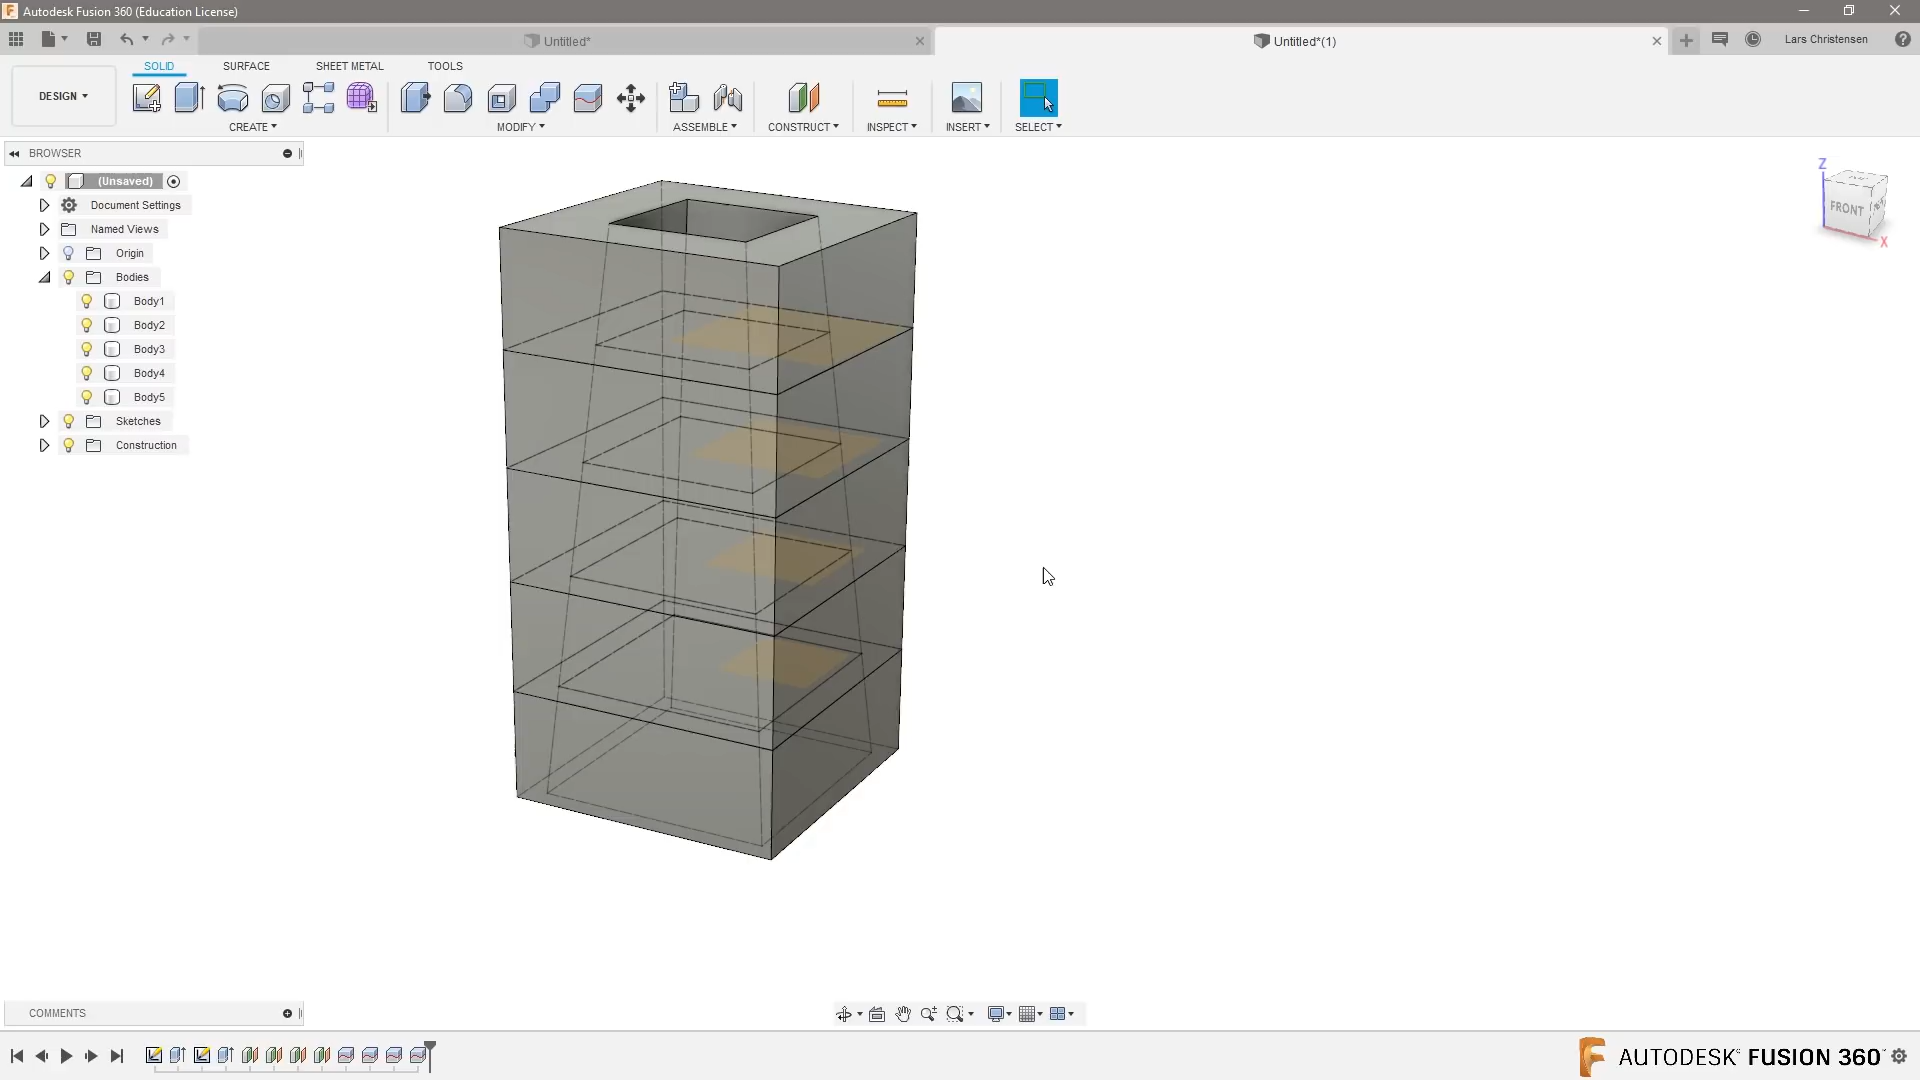 Autodesk Fusion 360 (Education License)
Untitled*
Untitled*(1)
Lars Christensen
SOLID
SURFACE
SHEET METAL
TOOLS
DESIGN
CREATE
MODIFY
ASSEMBLE
CONSTRUCT
INSPECT
INSERT
SELECT
BROWSER
(Unsaved)
Document Settings
Named Views
Origin
Bodies
Body1
Body2
Body3
Body4
Body5
Sketches
Construction
Z
FRONT
X
COMMENTS
AUTODESK FUSION 360